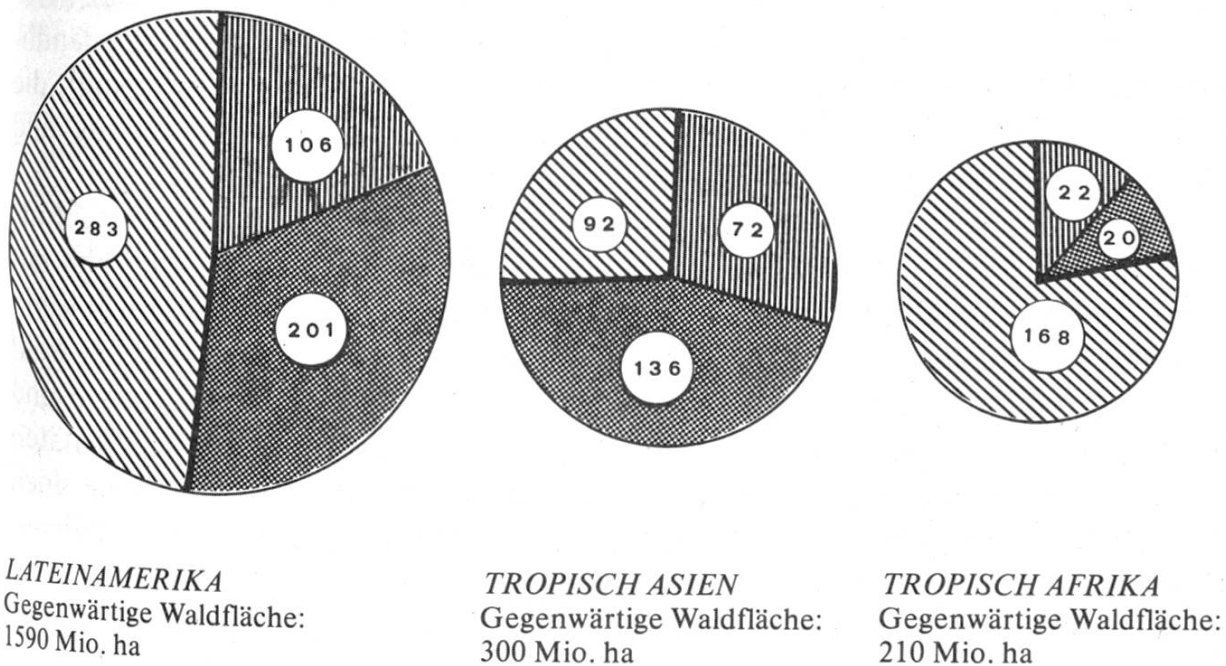 106
283
201
92
72
136
22
20
168
LATEINAMERIKA
Gegenwärtige Waldfläche:
1590 Mio. ha
TROPISCH ASIEN
Gegenwärtige Waldfläche:
300 Mio. ha
TROPISCH AFRIKA
Gegenwärtige Waldfläche:
210 Mio. ha